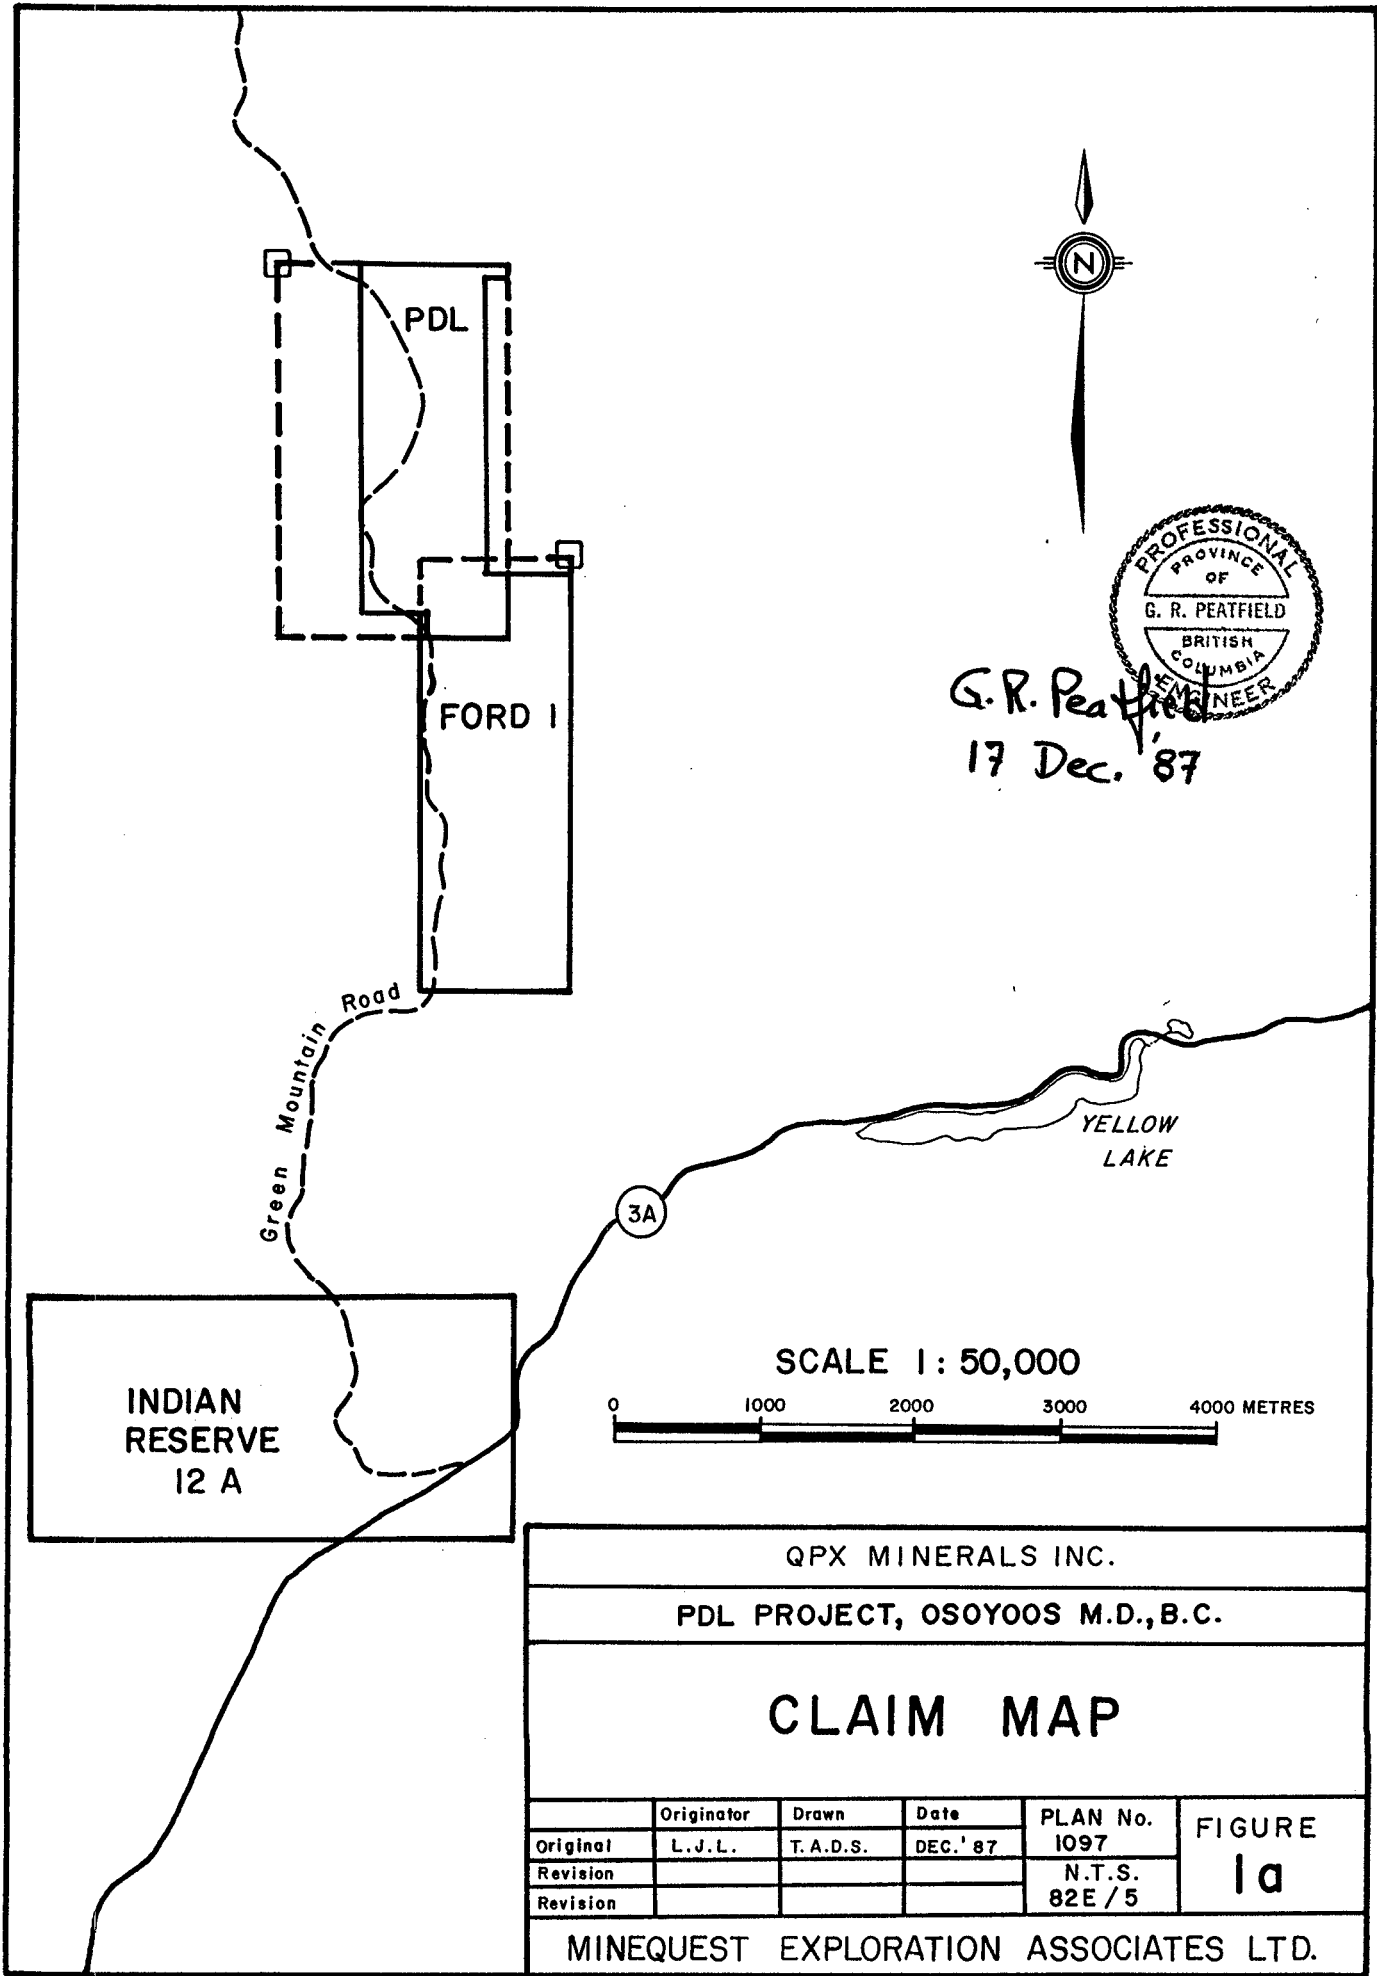 PDL
N
PROFESSIONAL
PROVINCE
OF
G. R. PEATFIELD
BRITISH
COLUMBIA
ENGINEER
G.R. Peatfield
17 Dec. '87
FORD 1
Green Mountain Road
YELLOW
LAKE
3A
INDIAN
RESERVE
12 A
SCALE 1: 50,000
0 1000 2000 3000 4000 METRES
QPX MINERALS INC.
PDL PROJECT, OSOYOOS M.D., B.C.
CLAIM MAP
Originator Drawn Date
Original L.J.L. T.A.D.S. DEC.'87
Revision
Revision
PLAN No.
1097
N.T.S.
82E/5
FIGURE
1a
MINEQUEST EXPLORATION ASSOCIATES LTD.